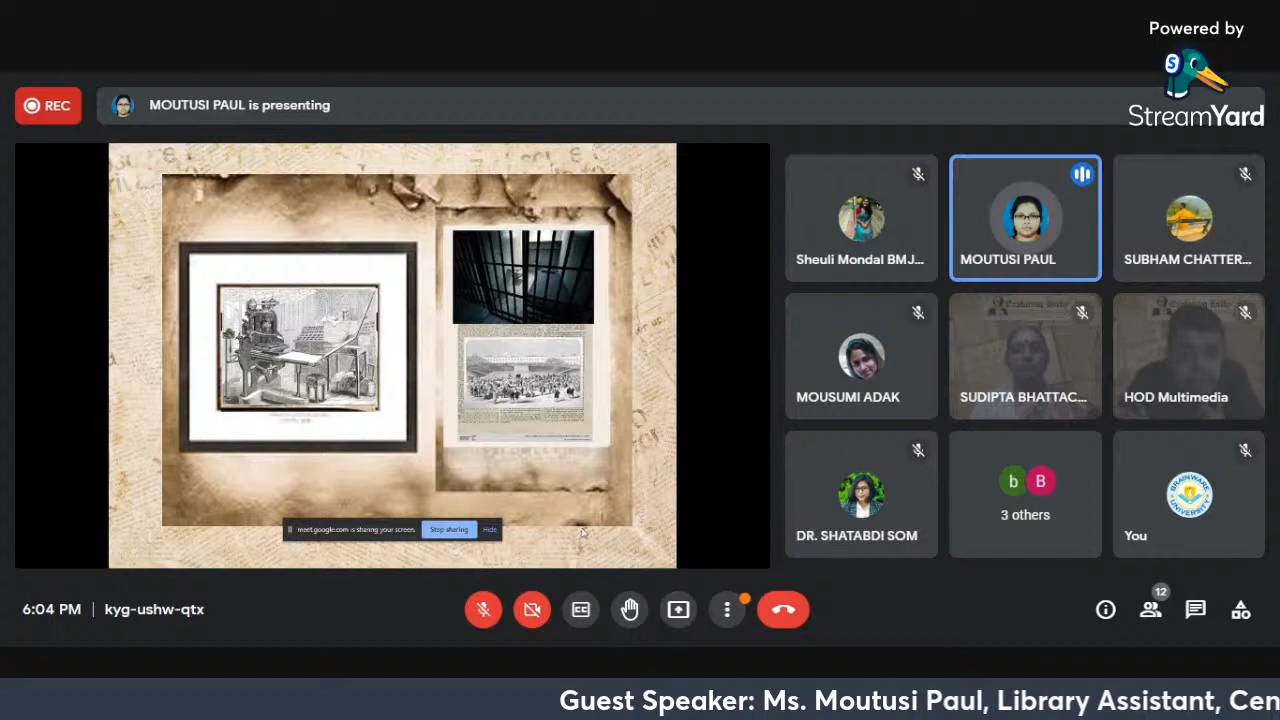 Powered by
StreamYard
REC
MOUTUSI PAUL is presenting
Sheuli Mondal BMJ...
MOUTUSI PAUL
SUBHAM CHATTER...
MOUSUMI ADAK
SUDIPTA BHATTAC...
HOD Multimedia
DR. SHATABDI SOM
b B
3 others
BRAINWARE UNIVERSITY
You
meet.google.com is sharing your screen.
Stop sharing
Hide
6:04 PM
kyg-ushw-qtx
12
Guest Speaker: Ms. Moutusi Paul, Library Assistant, Cen